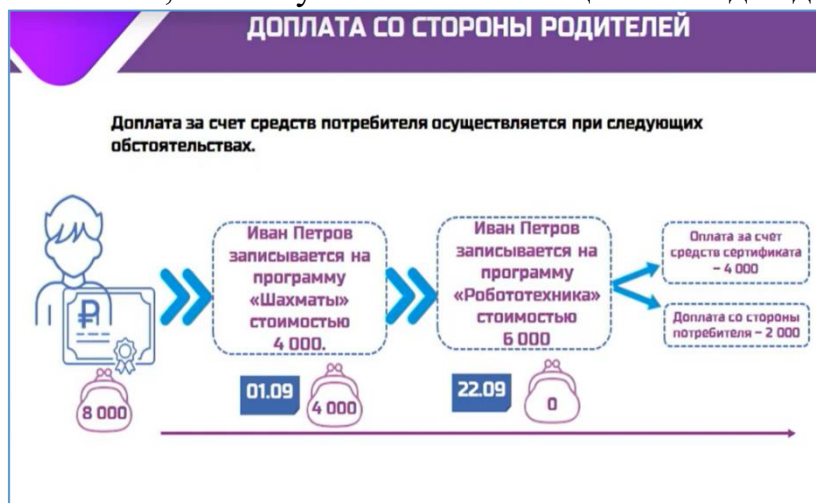 ДОПЛАТА СО СТОРОНЫ РОДИТЕЛЕЙ
Доплата за счет средств потребителя осуществляется при следующих
обстоятельствах.
Иван Петров
записывается на
программу
«Шахматы»
стоимостью
4 000.
Иван Петров
записывается на
программу
«Робототехника»
стоимостью
6 000
Оплата за счет
средств сертификата
– 4 000
Доплата со стороны
потребителя – 2 000
8 000
01.09
4 000
22.09
0